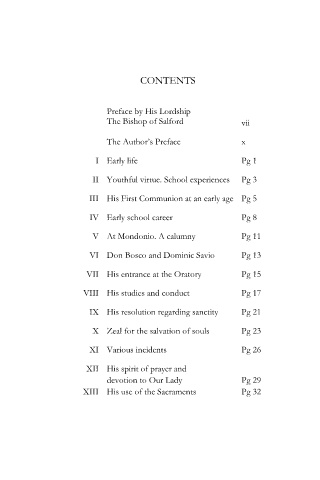 CONTENTS
Preface by His Lordship
The Bishop of Salford vii
The Author's Preface x
I Early life Pg 1
II Youthful virtue. School experiences Pg 3
III His First Communion at an early age Pg 5
IV Early school career Pg 8
V At Mondonio. A calumny Pg 11
VI Don Bosco and Dominic Savio Pg 13
VII His entrance at the Oratory Pg 15
VIII His studies and conduct Pg 17
IX His resolution regarding sanctity Pg 21
X Zeal for the salvation of souls Pg 23
XI Various incidents Pg 26
XII His spirit of prayer and
devotion to Our Lady Pg 29
XIII His use of the Sacraments Pg 32